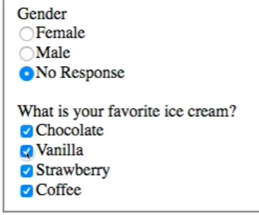 Gender
Female
Male
No Response
What is your favorite ice cream?
Chocolate
Vanilla
Strawberry
Coffee